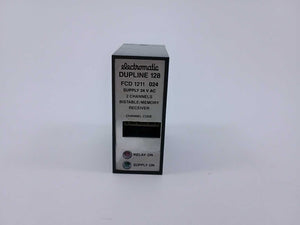 electromatic
DUPLINE 128
FCD 1211 024
SUPPLY 24 V AC
2 CHANNELS
BISTABLE/MEMORY
RECEIVER
CHANNEL CODE
RELAY ON
SUPPLY ON